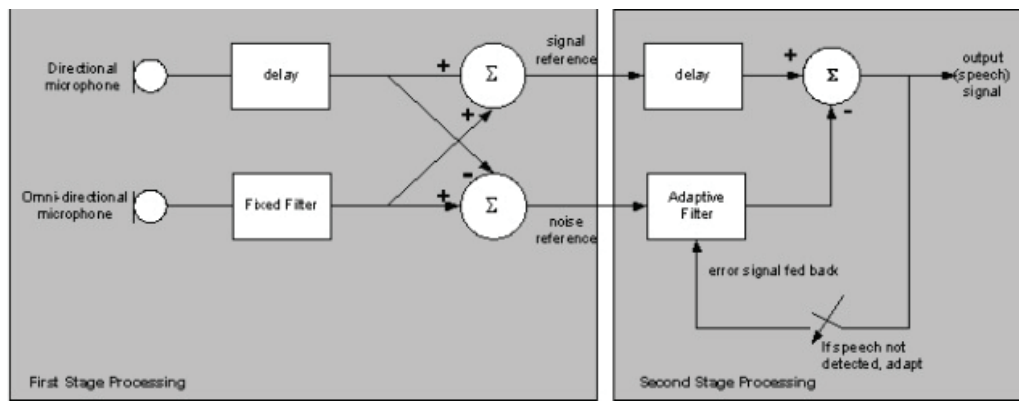 Directional
microphone
delay
+
Σ
signal
reference
+
Omni-directional
microphone
Fixed Filter
-
+
Σ
noise
reference
First Stage Processing
delay
+
Σ
-
output
(speech)
signal
Adaptive
Filter
error signal fed back
If speech not
detected, adapt
Second Stage Processing